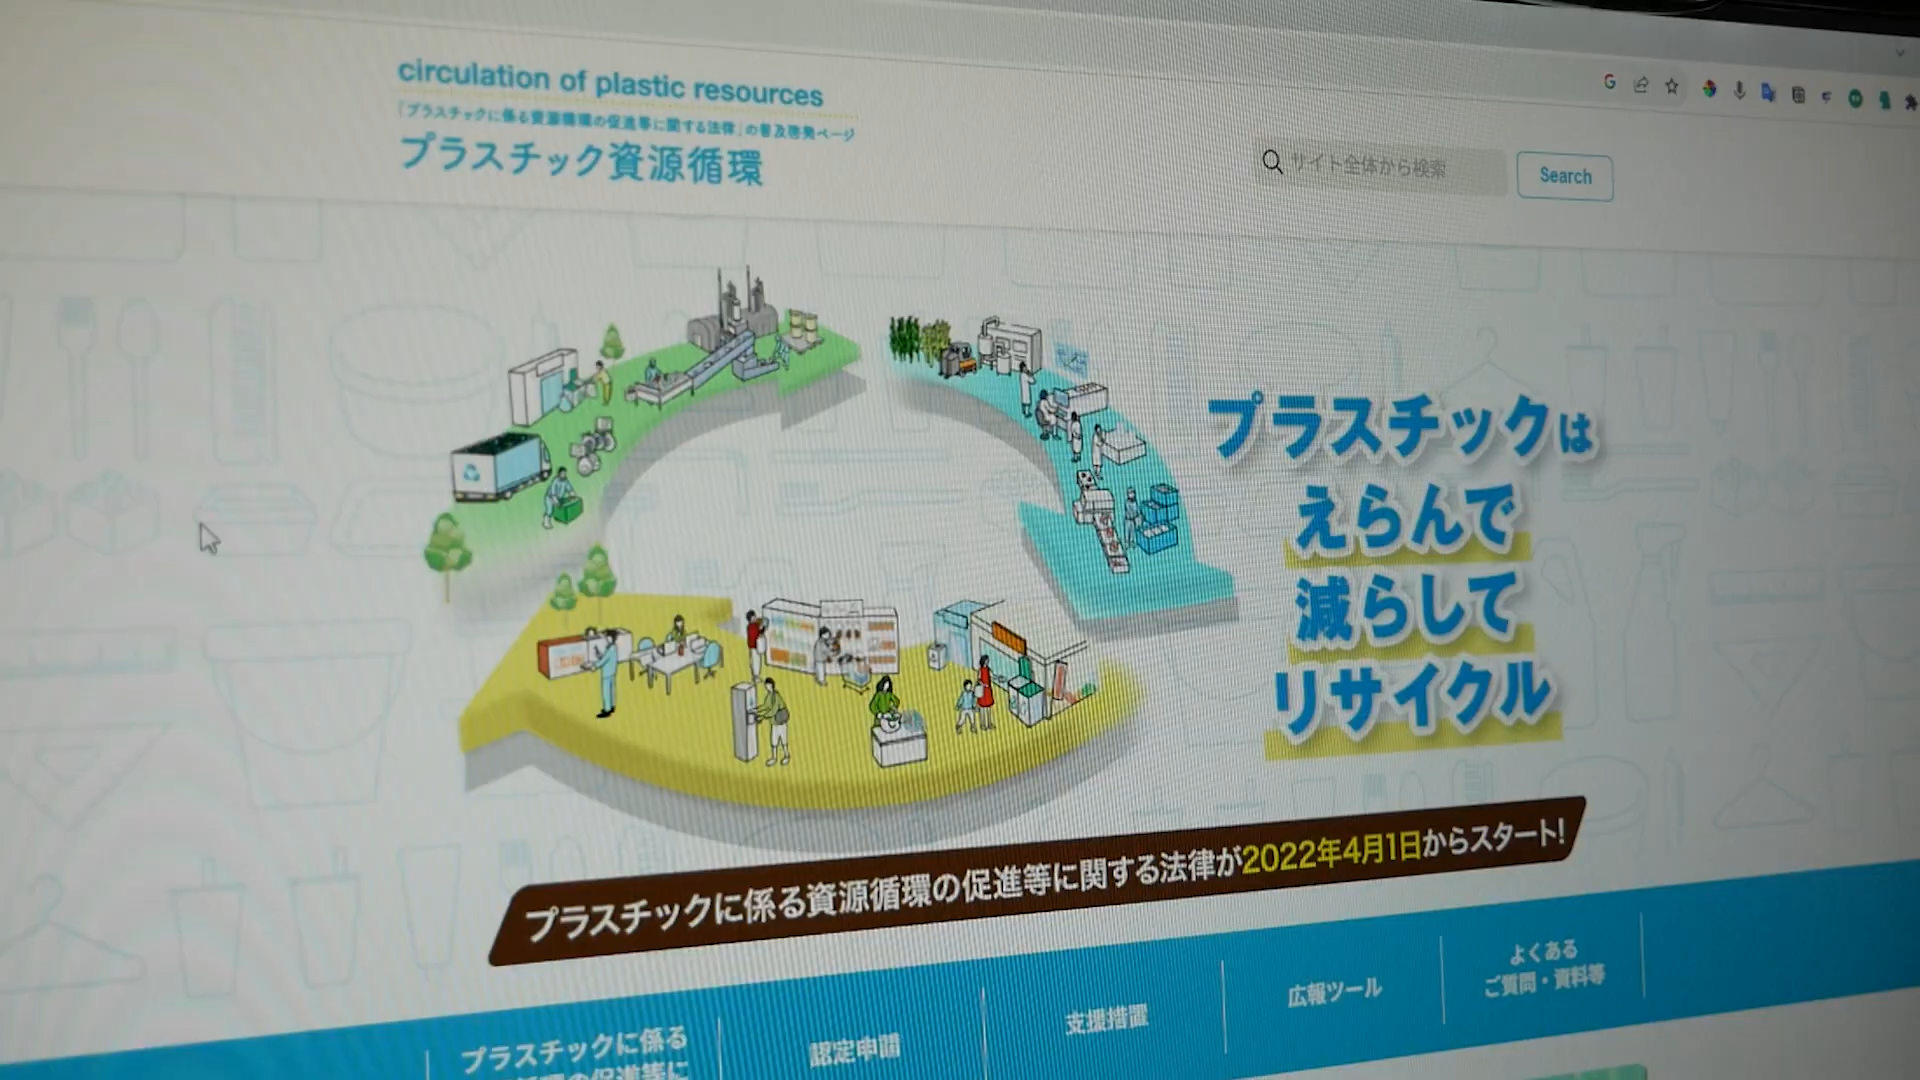 circulation of plastic resources
「プラスチックに係る資源循環の促進等に関する法律」の普及啓発ページ
プラスチック資源循環
サイト全体から検索
Search
プラスチックは
えらんで
減らして
リサイクル
プラスチックに係る資源循環の促進等に関する法律が2022年4月1日からスタート!
プラスチックに係る
循環の促進等に
認定申請
支援措置
広報ツール
よくある
ご質問・資料等